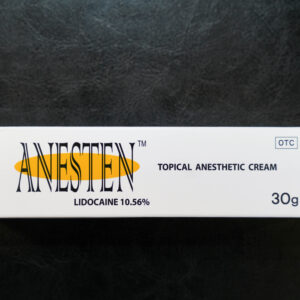 ANESTEN™
LIDOCAINE 10.56%
TOPICAL ANESTHETIC CREAM
OTC
30g